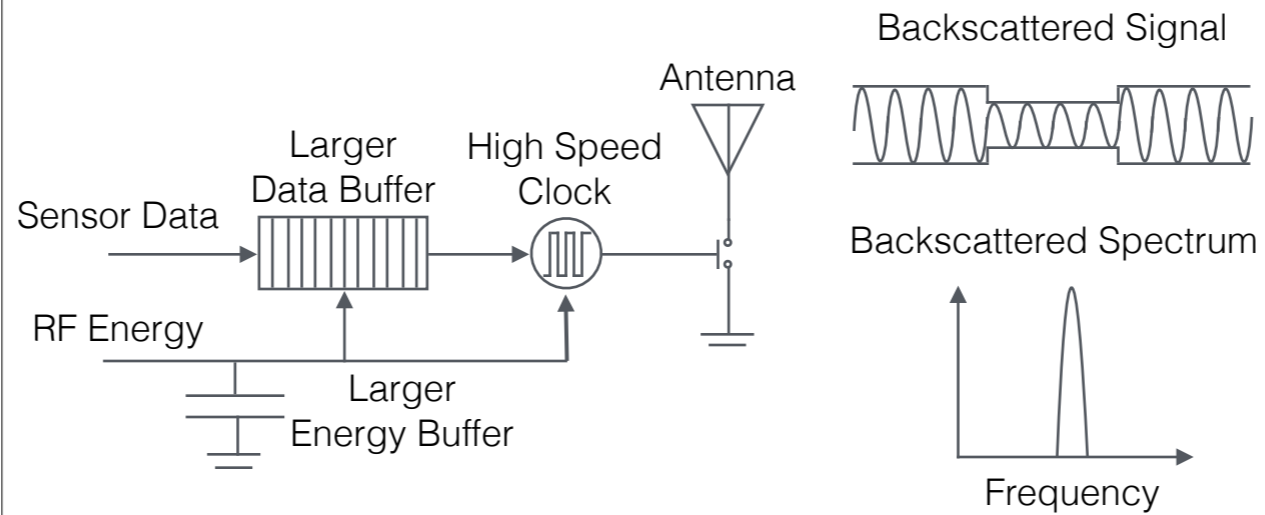 Backscattered Signal
Antenna
Larger
Data Buffer
High Speed
Clock
Sensor Data
Backscattered Spectrum
RF Energy
Larger
Energy Buffer
Frequency